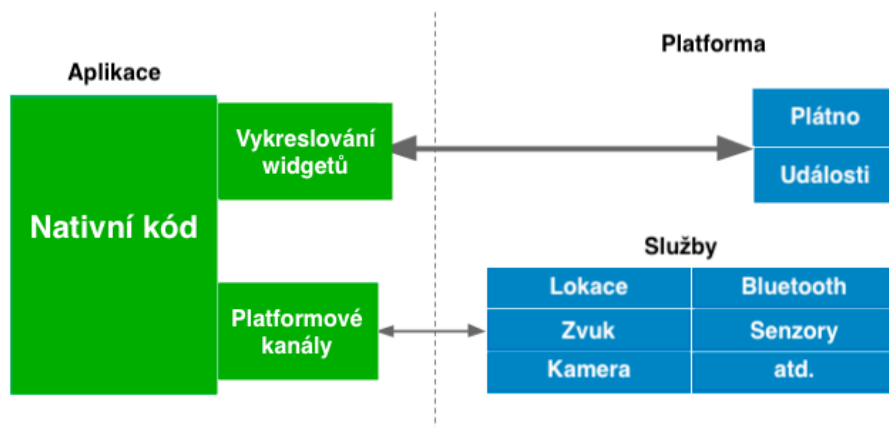 Aplikace
Platforma
Nativní kód
Vykreslování
widgetů
Plátno
Události
Platformové
kanály
Služby
Lokace
Bluetooth
Zvuk
Senzory
Kamera
atd.